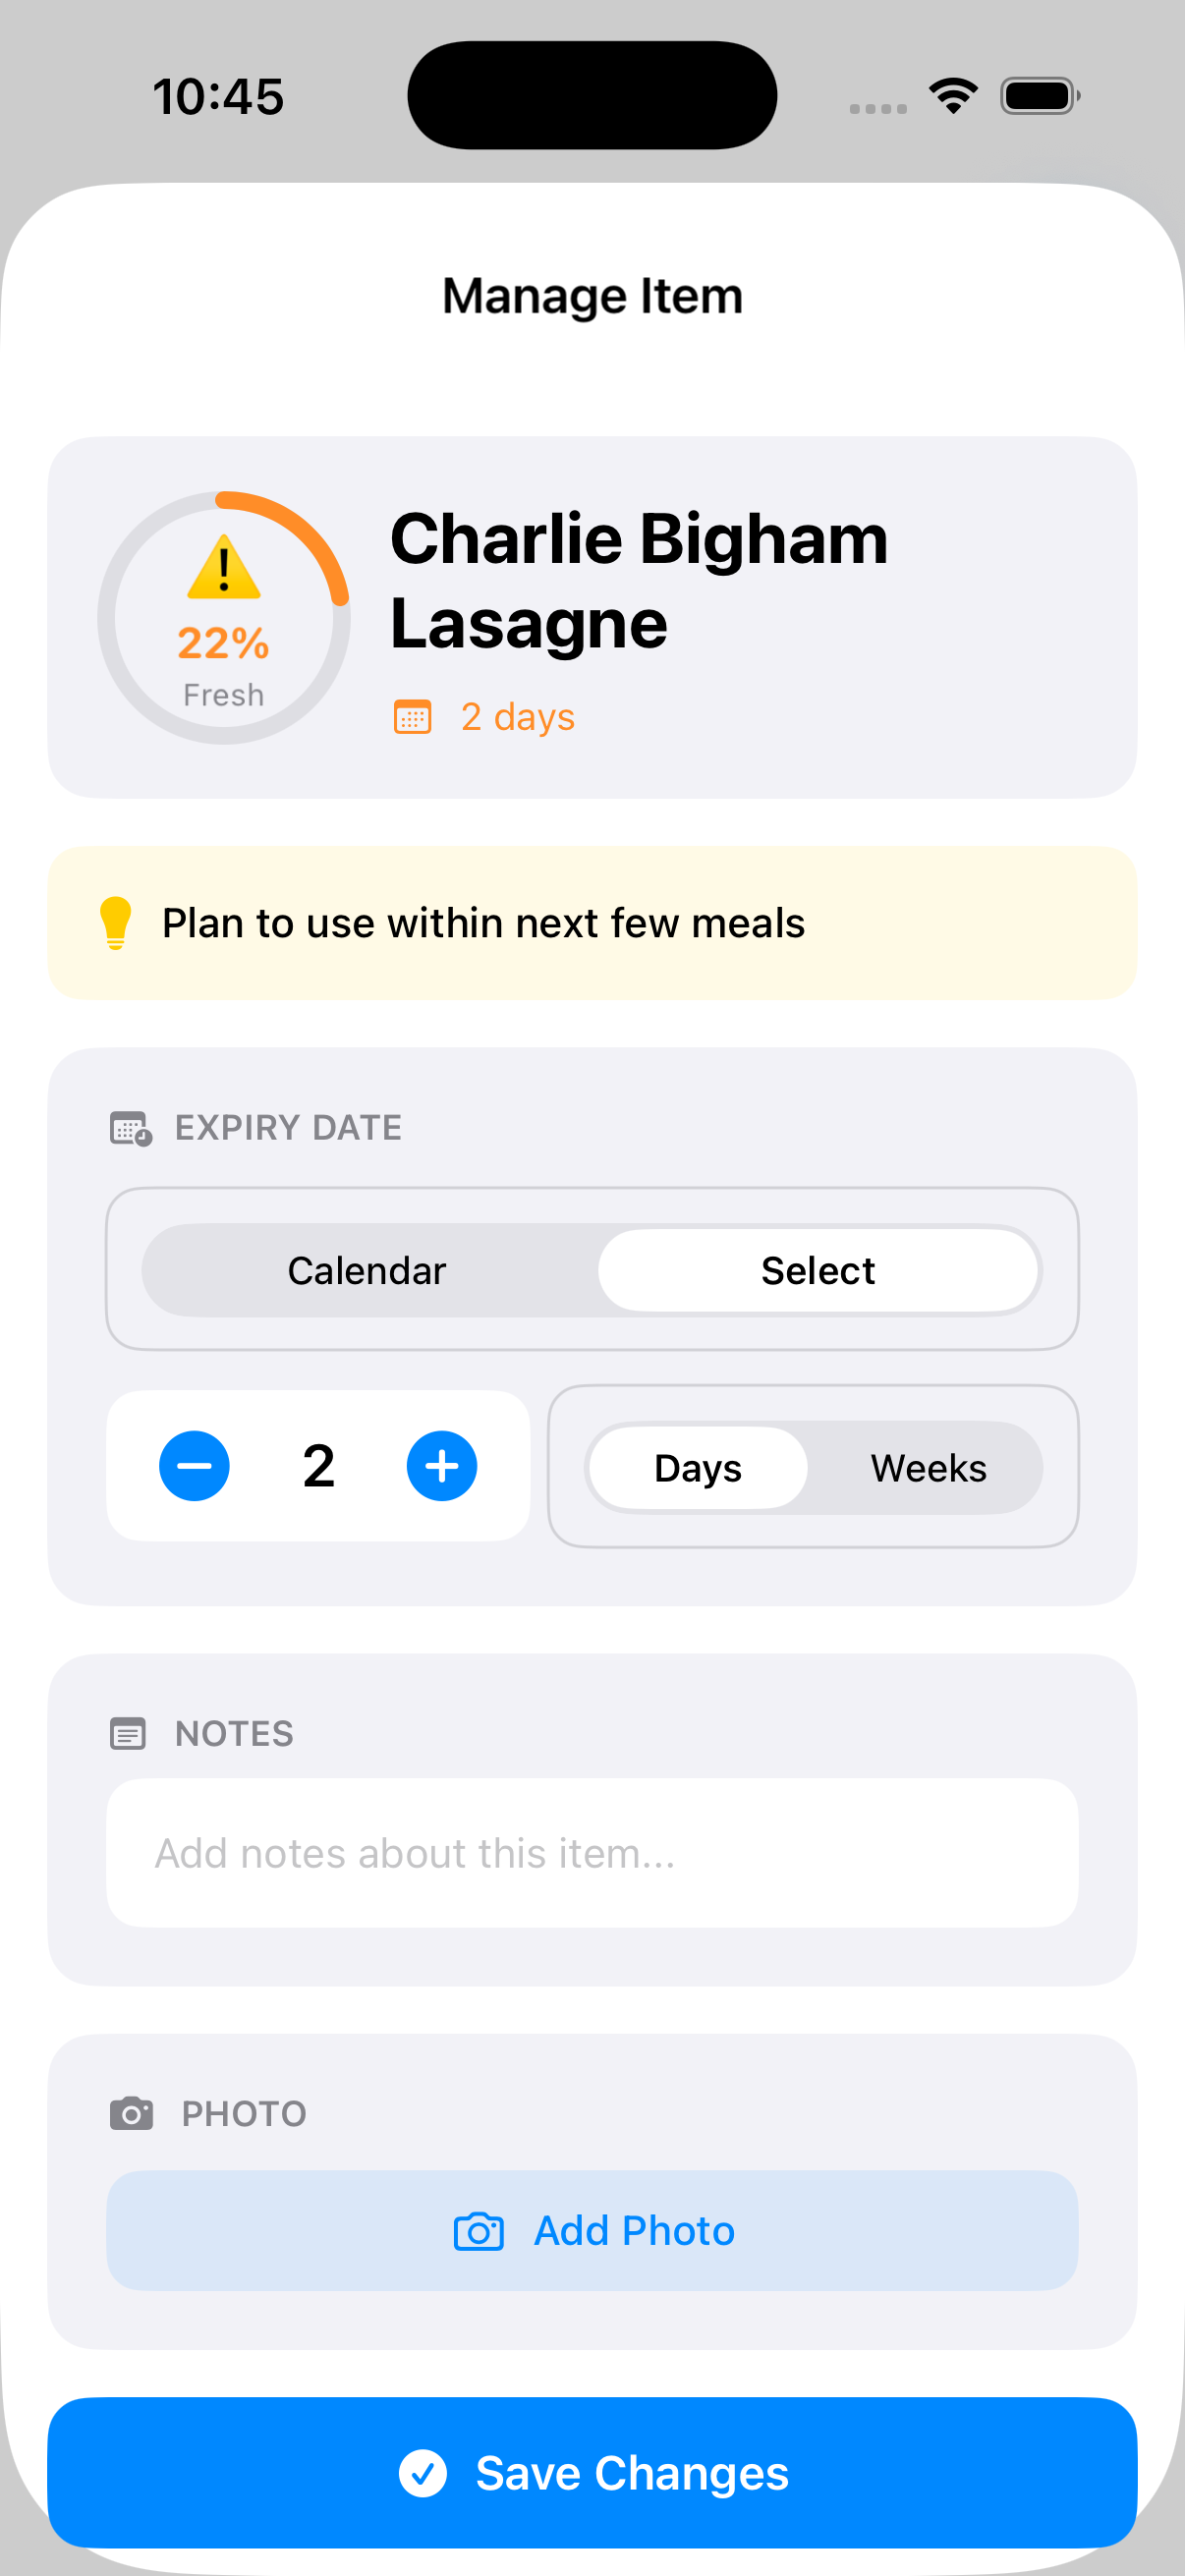 10:45
Manage Item
22%
Fresh
Charlie Bigham
Lasagne
2 days
Plan to use within next few meals
EXPIRY DATE
Calendar
Select
2
Days
Weeks
NOTES
Add notes about this item...
PHOTO
Add Photo
Save Changes